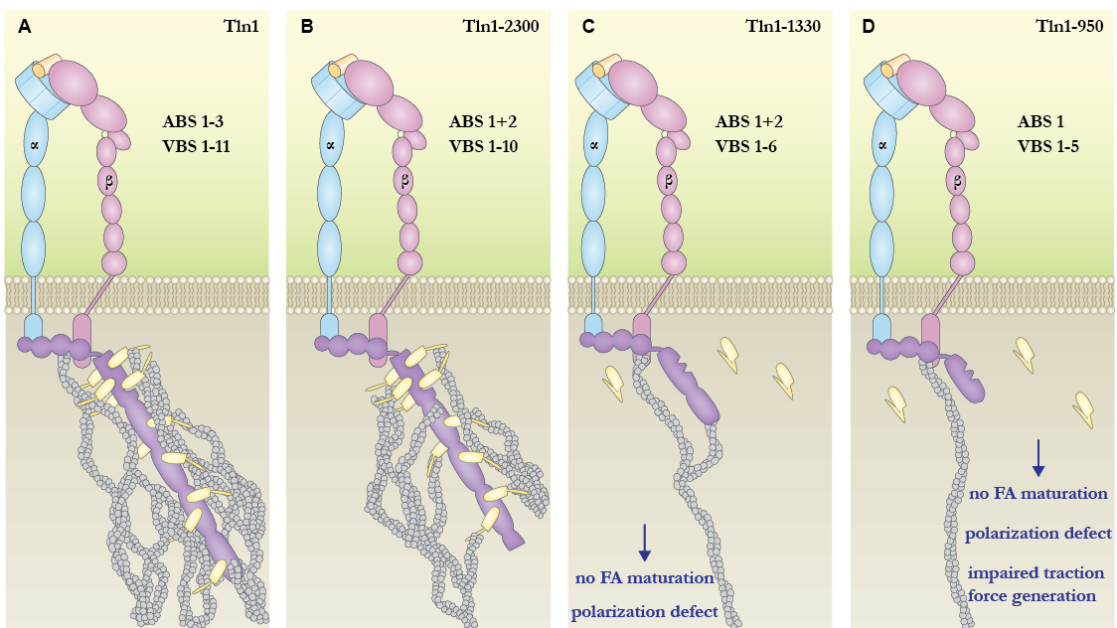 A
Tln1
ABS 1-3
VBS 1-11
α
β
B
Tln1-2300
ABS 1+2
VBS 1-10
α
β
C
Tln1-1330
ABS 1+2
VBS 1-6
α
β
no FA maturation
polarization defect
D
Tln1-950
ABS 1
VBS 1-5
α
β
no FA maturation
polarization defect
impaired traction
force generation